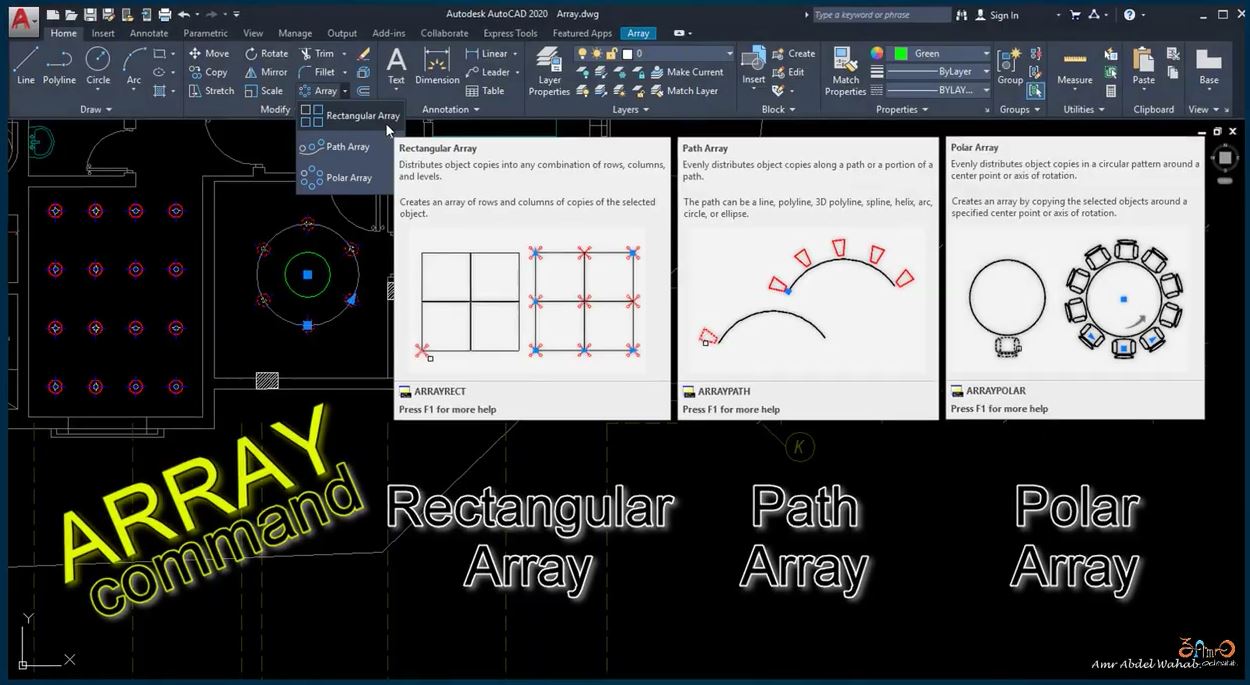 Autodesk AutoCAD 2020 Array.dwg
Type a keyword or phrase
Sign In
Home Insert Annotate Parametric View Manage Output Add-ins Collaborate Express Tools Featured Apps Array
Line
Polyline
Circle
Arc
Draw
Move
Rotate
Trim
Copy
Mirror
Fillet
Stretch
Scale
Array
Modify
Text
Dimension
Linear
Leader
Table
Annotation
Layer
Properties
0
Make Current
Match Layer
Layers
Insert
Create
Edit
Block
Match
Properties
Green
ByLayer
BYLAY...
Properties
Group
Groups
Measure
Utilities
Paste
Clipboard
Base
View
Rectangular Array
Path Array
Polar Array
Rectangular Array
Distributes object copies into any combination of rows, columns,
and levels.
Creates an array of rows and columns of copies of the selected
object.
ARRAYRECT
Press F1 for more help
Path Array
Evenly distributes object copies along a path or a portion of a
path.
The path can be a line, polyline, 3D polyline, spline, helix, arc,
circle, or ellipse.
ARRAYPATH
Press F1 for more help
Polar Array
Evenly distributes object copies in a circular pattern around a
center point or axis of rotation.
Creates an array by copying the selected objects around a
specified center point or axis of rotation.
ARRAYPOLAR
Press F1 for more help
K
ARRAY
command
Rectangular
Array
Path
Array
Polar
Array
Y
X
Amr Abdel Wahab